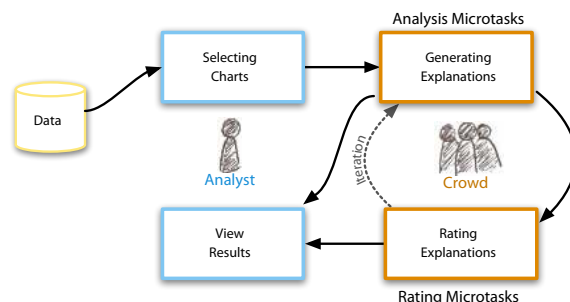 Analysis Microtasks
Selecting
Charts
Generating
Explanations
Data
Analyst
Iteration
Crowd
View
Results
Rating
Explanations
Rating Microtasks